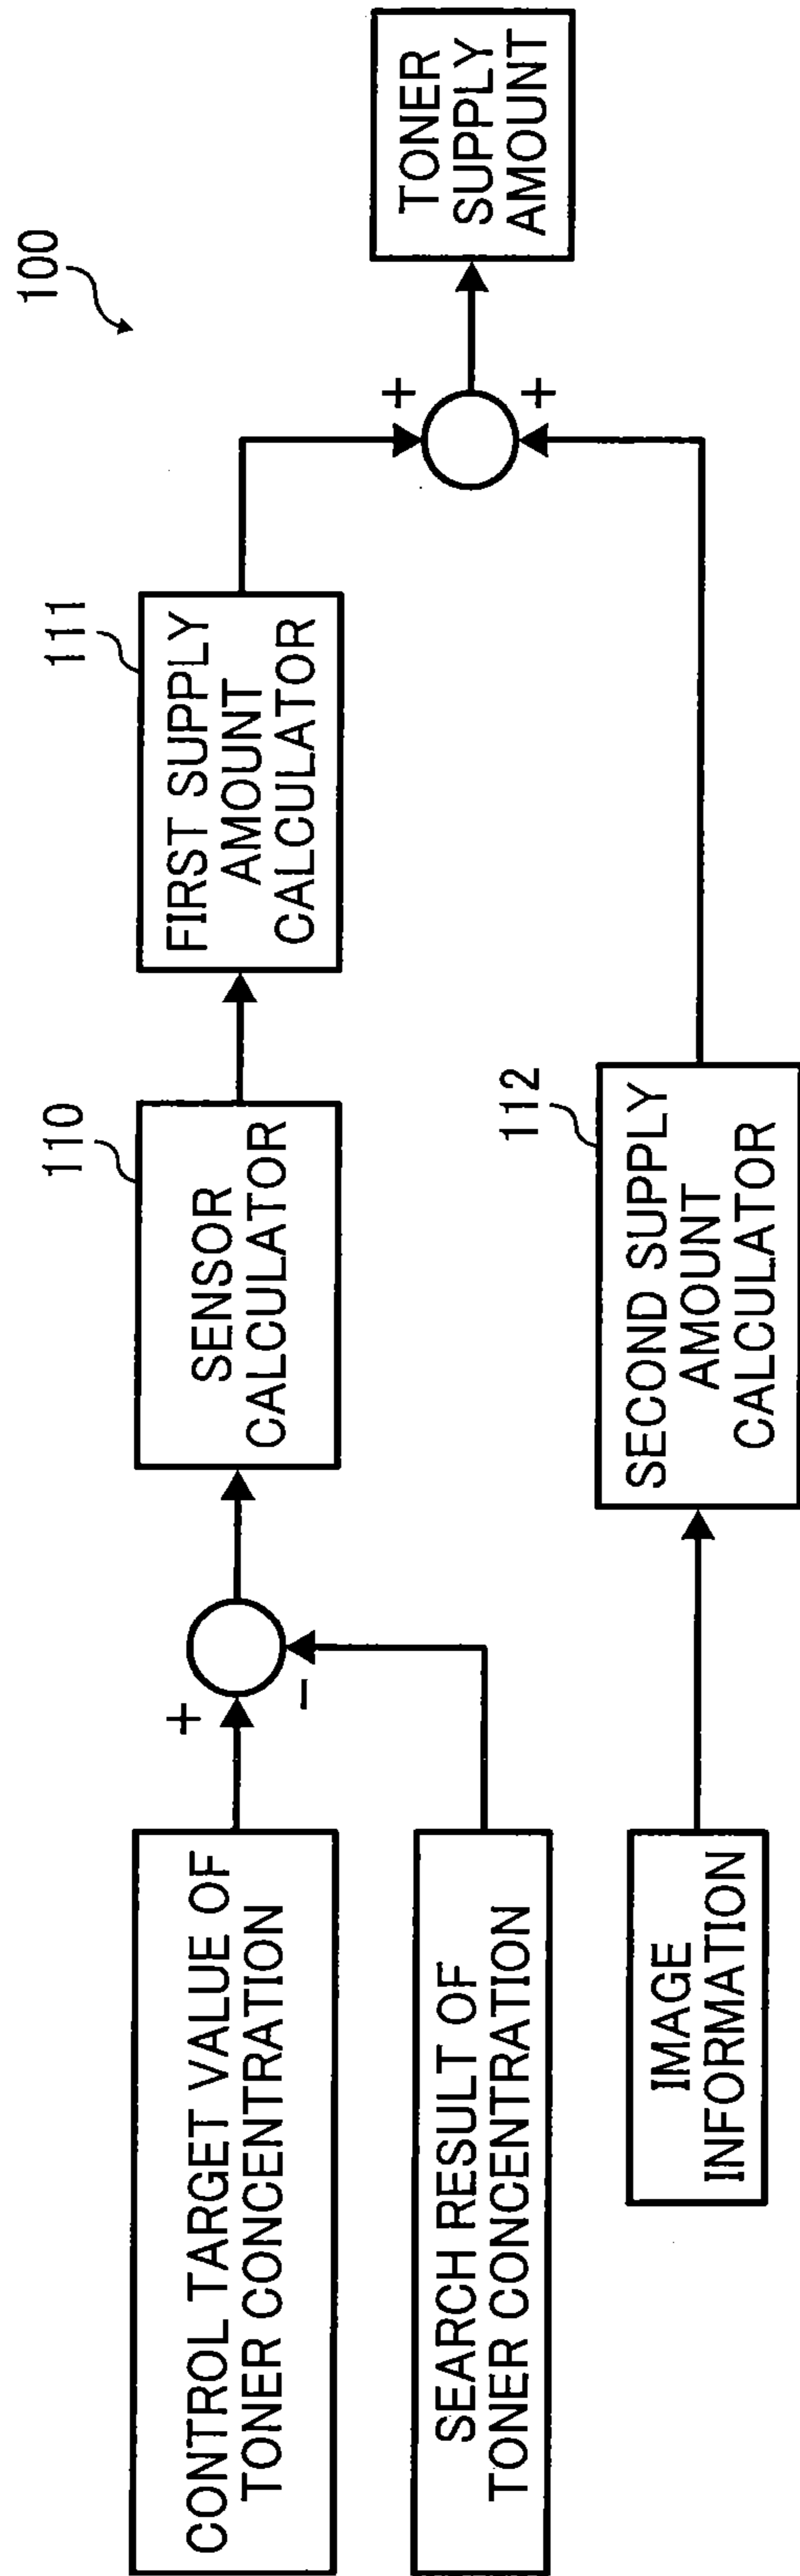 100
CONTROL TARGET VALUE OF
TONER CONCENTRATION
+
-
110
SENSOR
CALCULATOR
111
FIRST SUPPLY
AMOUNT
CALCULATOR
+
+
TONER
SUPPLY
AMOUNT
SEARCH RESULT OF
TONER CONCENTRATION
IMAGE
INFORMATION
112
SECOND SUPPLY
AMOUNT
CALCULATOR